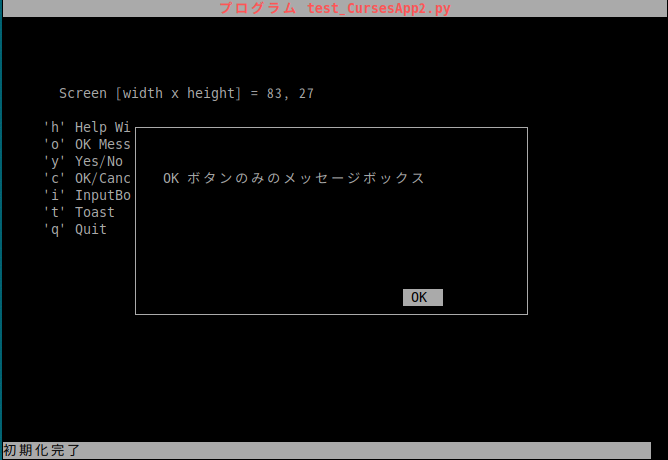 プログラム test_CursesApp2.py
Screen [width x height] = 83, 27
'h' Help Wi
'o' OK Mess
'y' Yes/No
'c' OK/Canc
'i' InputBo
't' Toast
'q' Quit
OK ボタンのみのメッセージボックス
OK
初期化完了